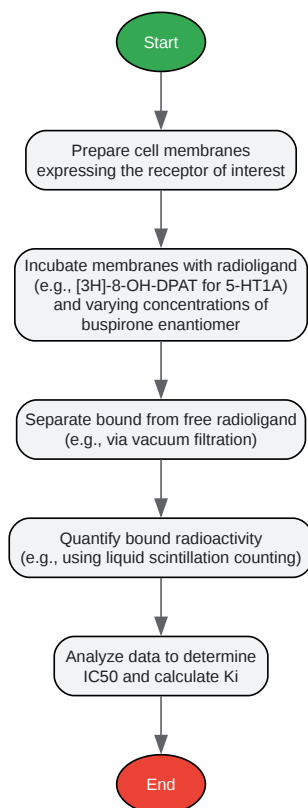 Start
Prepare cell membranes
expressing the receptor of interest
Incubate membranes with radioligand
(e.g., [3H]-8-OH-DPAT for 5-HT1A)
and varying concentrations of
buspirone enantiomer
Separate bound from free radioligand
(e.g., via vacuum filtration)
Quantify bound radioactivity
(e.g., using liquid scintillation counting)
Analyze data to determine
IC50 and calculate Ki
End